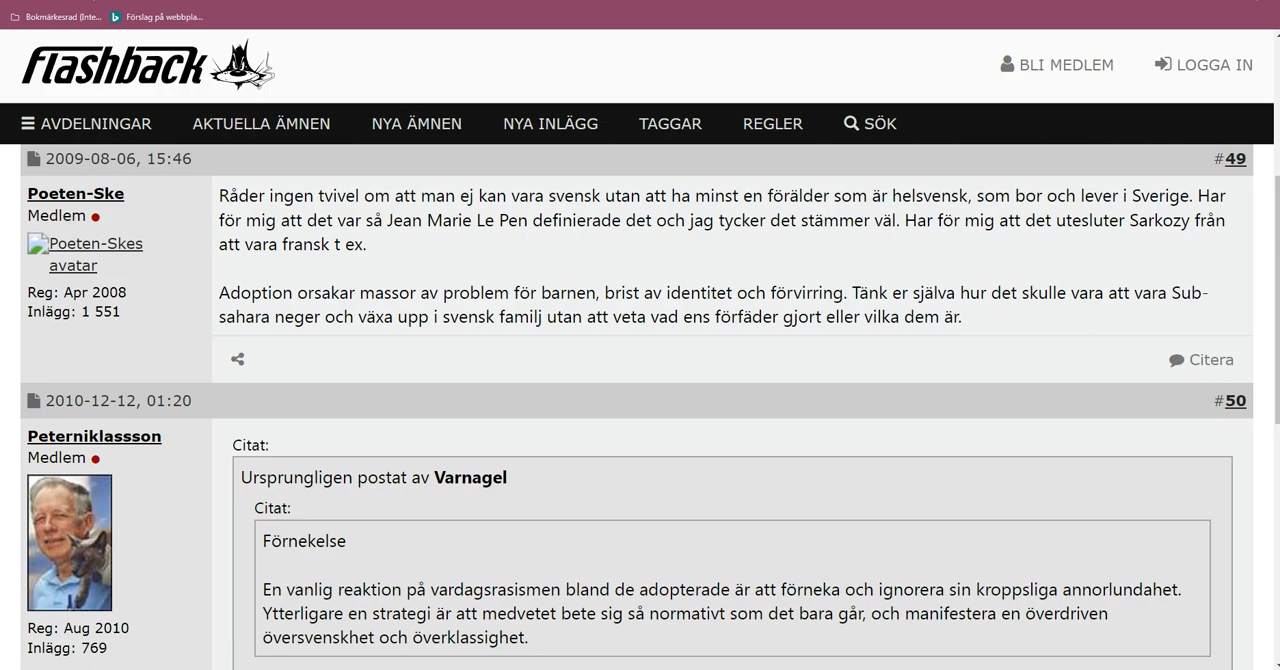 Bokmärkesrad (Inte... Förslag på webbpla...
flashback
BLI MEDLEM LOGGA IN
AVDELNINGAR AKTUELLA ÄMNEN NYA ÄMNEN NYA INLÄGG TAGGAR REGLER SÖK
2009-08-06, 15:46 #49
Poeten-Ske
Medlem
Poeten-Skes
avatar
Reg: Apr 2008
Inlägg: 1 551
Råder ingen tvivel om att man ej kan vara svensk utan att ha minst en förälder som är helsvensk, som bor och lever i Sverige. Har
för mig att det var så Jean Marie Le Pen definierade det och jag tycker det stämmer väl. Har för mig att det utesluter Sarkozy från
att vara fransk t ex.
Adoption orsakar massor av problem för barnen, brist av identitet och förvirring. Tänk er själva hur det skulle vara att vara Sub-
sahara neger och växa upp i svensk familj utan att veta vad ens förfäder gjort eller vilka dem är.
Citera
2010-12-12, 01:20 #50
Peterniklassson
Medlem
Reg: Aug 2010
Inlägg: 769
Citat:
Ursprungligen postat av Varnagel
Citat:
Förnekelse
En vanlig reaktion på vardagsrasismen bland de adopterade är att förneka och ignorera sin kroppsliga annorlundahet.
Ytterligare en strategi är att medvetet bete sig så normativt som det bara går, och manifestera en överdriven
översvenskhet och överklassighet.